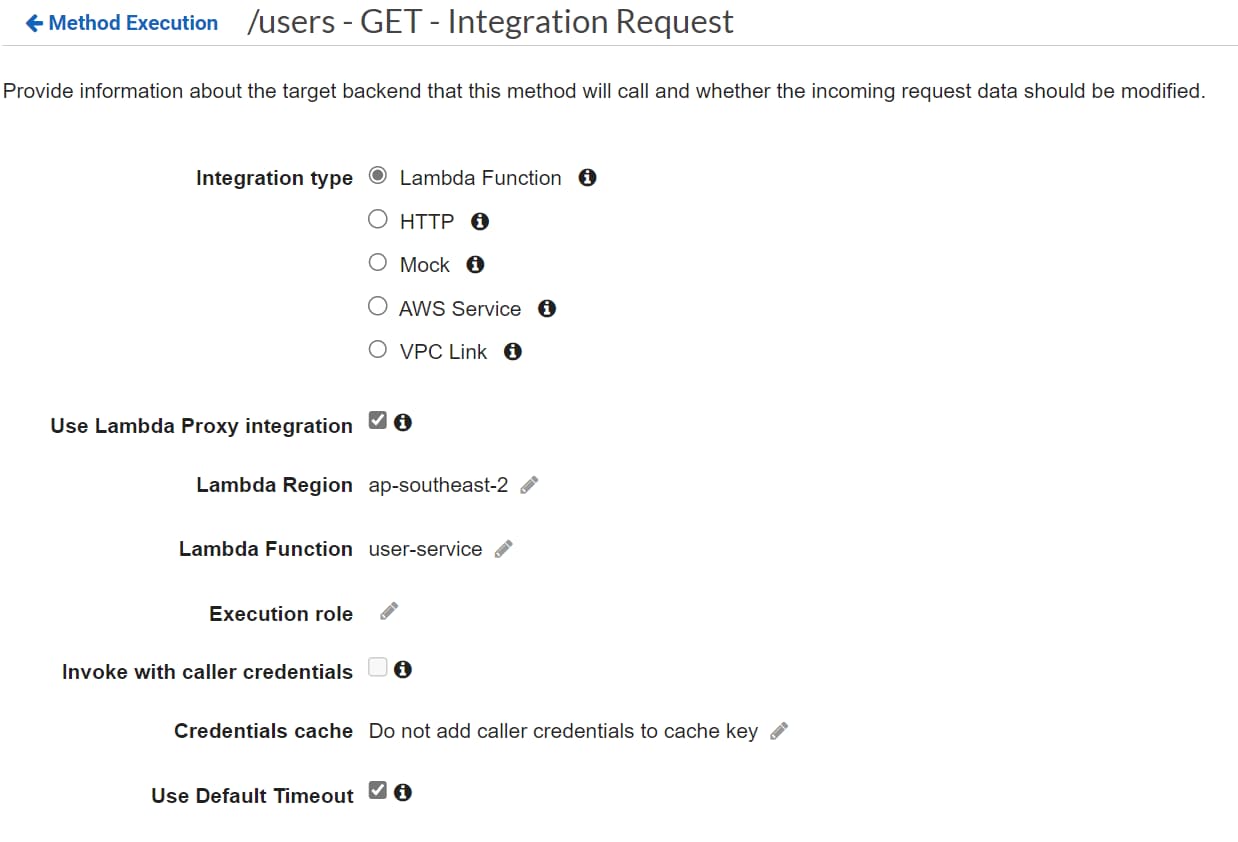 Method Execution /users - GET - Integration Request
Provide information about the target backend that this method will call and whether the incoming request data should be modified.
Integration type Lambda Function
HTTP
Mock
AWS Service
VPC Link
Use Lambda Proxy integration
Lambda Region ap-southeast-2
Lambda Function user-service
Execution role
Invoke with caller credentials
Credentials cache Do not add caller credentials to cache key
Use Default Timeout